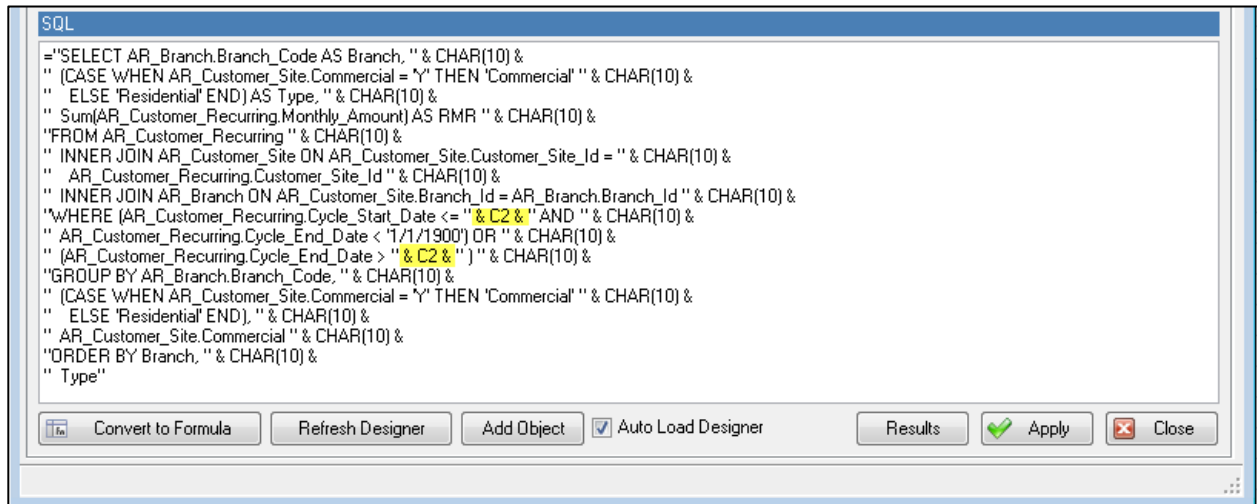 SQL
="SELECT AR_Branch.Branch_Code AS Branch, " & CHAR(10) &
" (CASE WHEN AR_Customer_Site.Commercial = 'Y' THEN 'Commercial' " & CHAR(10) &
" ELSE 'Residential' END) AS Type, " & CHAR(10) &
" Sum(AR_Customer_Recurring.Monthly_Amount) AS RMR " & CHAR(10) &
"FROM AR_Customer_Recurring " & CHAR(10) &
" INNER JOIN AR_Customer_Site ON AR_Customer_Site.Customer_Site_Id = " & CHAR(10) &
" AR_Customer_Recurring.Customer_Site_Id " & CHAR(10) &
" INNER JOIN AR_Branch ON AR_Customer_Site.Branch_Id = AR_Branch.Branch_Id " & CHAR(10) &
"WHERE (AR_Customer_Recurring.Cycle_Start_Date <= " & C2 & " AND " & CHAR(10) &
" AR_Customer_Recurring.Cycle_End_Date < '1/1/1900') OR " & CHAR(10) &
" (AR_Customer_Recurring.Cycle_End_Date > " & C2 & " ) " & CHAR(10) &
"GROUP BY AR_Branch.Branch_Code, " & CHAR(10) &
" (CASE WHEN AR_Customer_Site.Commercial = 'Y' THEN 'Commercial' " & CHAR(10) &
" ELSE 'Residential' END), " & CHAR(10) &
" AR_Customer_Site.Commercial " & CHAR(10) &
"ORDER BY Branch, " & CHAR(10) &
" Type"
Convert to Formula Refresh Designer Add Object Auto Load Designer Results Apply Close